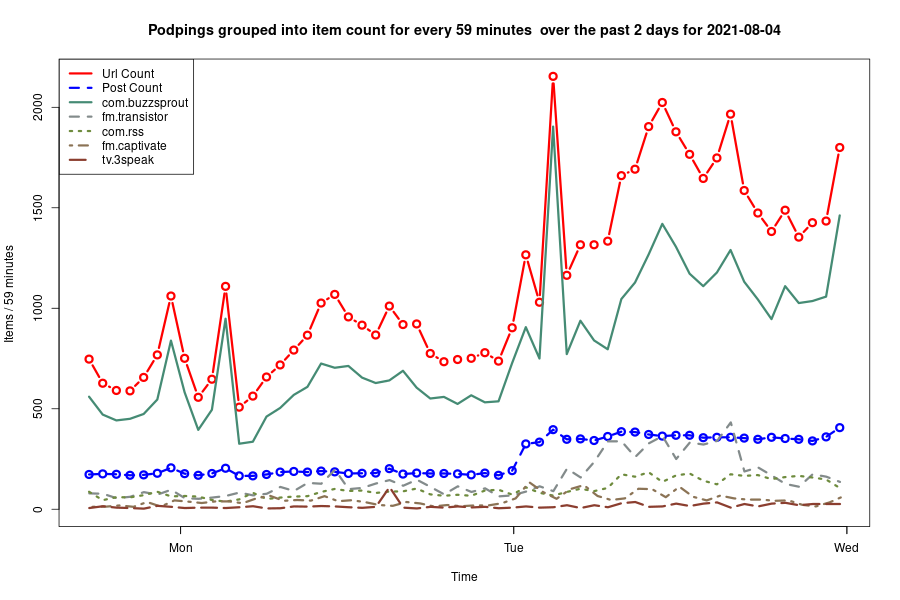 Podpings grouped into item count for every 59 minutes  over the past 2 days for 2021-08-04
Url Count
Post Count
com.buzzsprout
fm.transistor
com.rss
fm.captivate
tv.3speak
Items / 59 minutes
2000
1500
1000
500
0
Mon
Tue
Wed
Time